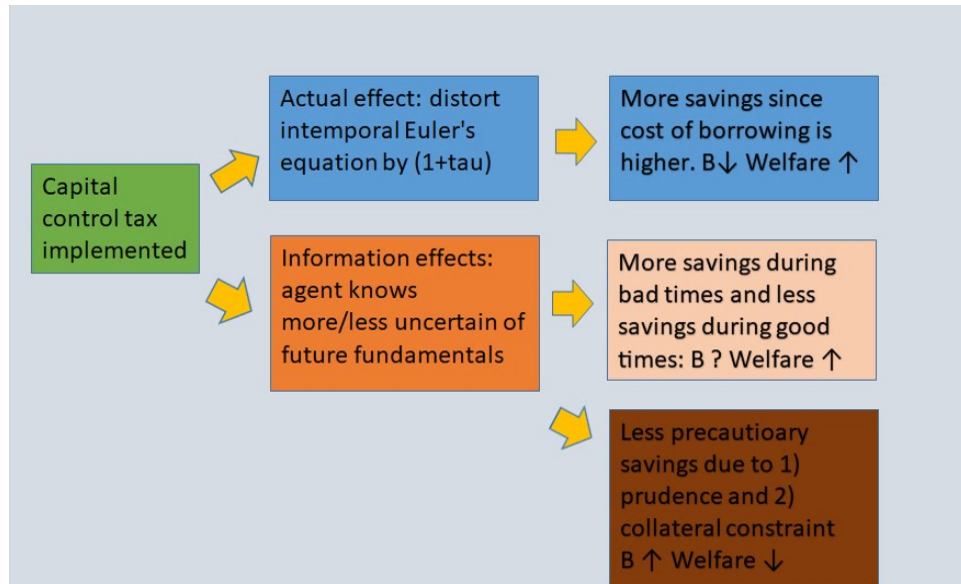 Capital
control tax
implemented
Actual effect: distort
intemporal Euler's
equation by (1+tau)
More savings since
cost of borrowing is
higher. B↓ Welfare ↑
Information effects:
agent knows
more/less uncertain of
future fundamentals
More savings during
bad times and less
savings during good
times: B ? Welfare ↑
Less precautioary
savings due to 1)
prudence and 2)
collateral constraint
B ↑ Welfare ↓